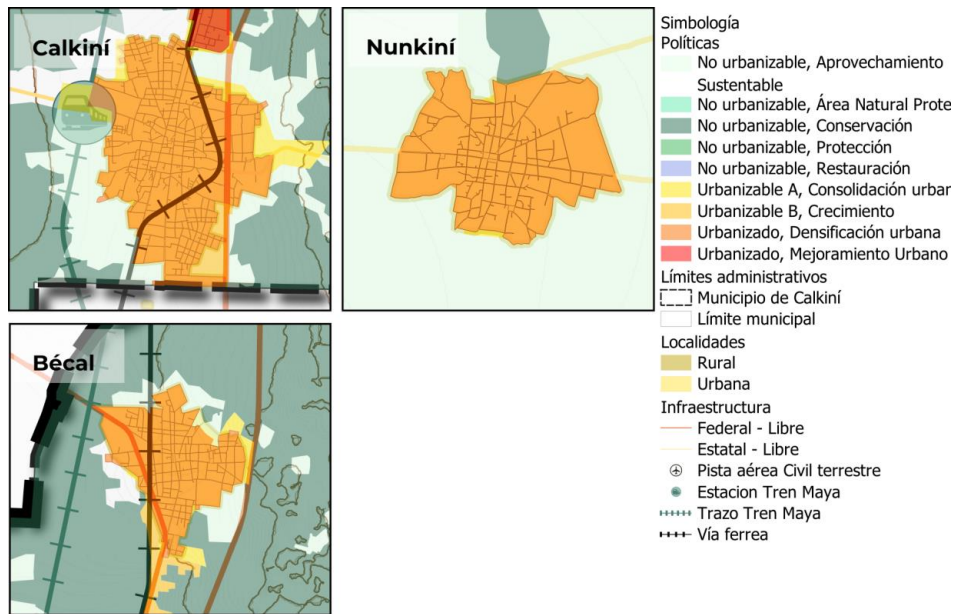 Calkiní
Nunkiní
Bécal
Simbología
Políticas
No urbanizable, Aprovechamiento
Sustentable
No urbanizable, Área Natural Prote
No urbanizable, Conservación
No urbanizable, Protección
No urbanizable, Restauración
Urbanizable A, Consolidación urbar
Urbanizable B, Crecimiento
Urbanizado, Densificación urbana
Urbanizado, Mejoramiento Urbano
Límites administrativos
Municipio de Calkiní
Límite municipal
Localidades
Rural
Urbana
Infraestructura
Federal - Libre
Estatal - Libre
Pista aérea Civil terrestre
Estacion Tren Maya
Trazo Tren Maya
Vía ferrea